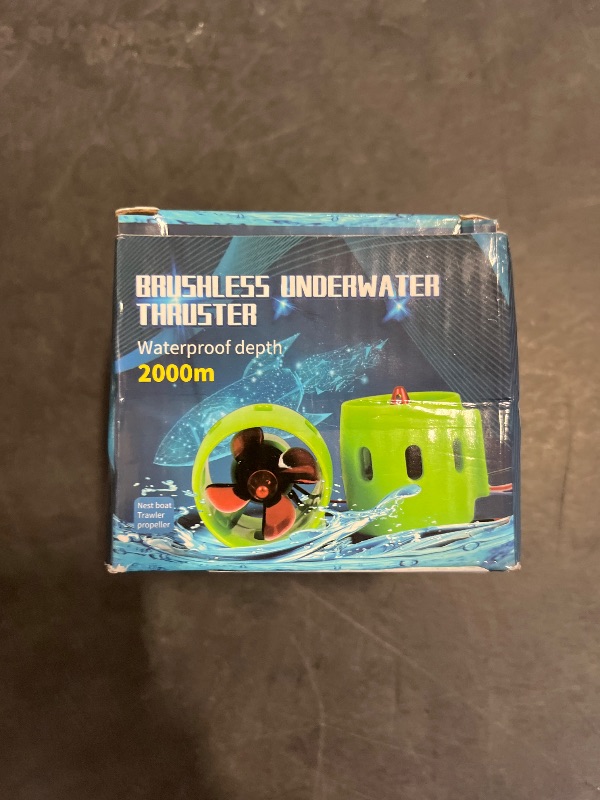 BRUSHLESS UNDERWATER
THRUSTER
Waterproof depth
2000m
Nest boat
Trawler
propeller